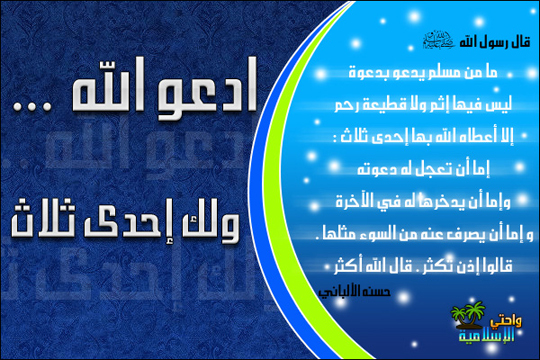 قال رسول الله ﷺ
ما من مسلم يدعو بدعوة
ليس فيها إثم ولا قطيعة رحم
إلا أعطاه الله بها إحدى ثلاث :
إما أن تعجل له دعوته
وإما أن يدخرها له في الآخرة
و إما أن يصرف عنه من السوء مثلها .
قالوا إذن نكثر . قال الله أكثر
حسنه الألباني
ادعو الله ...
ولك إحدى ثلاث
واحتي
الإسلامية